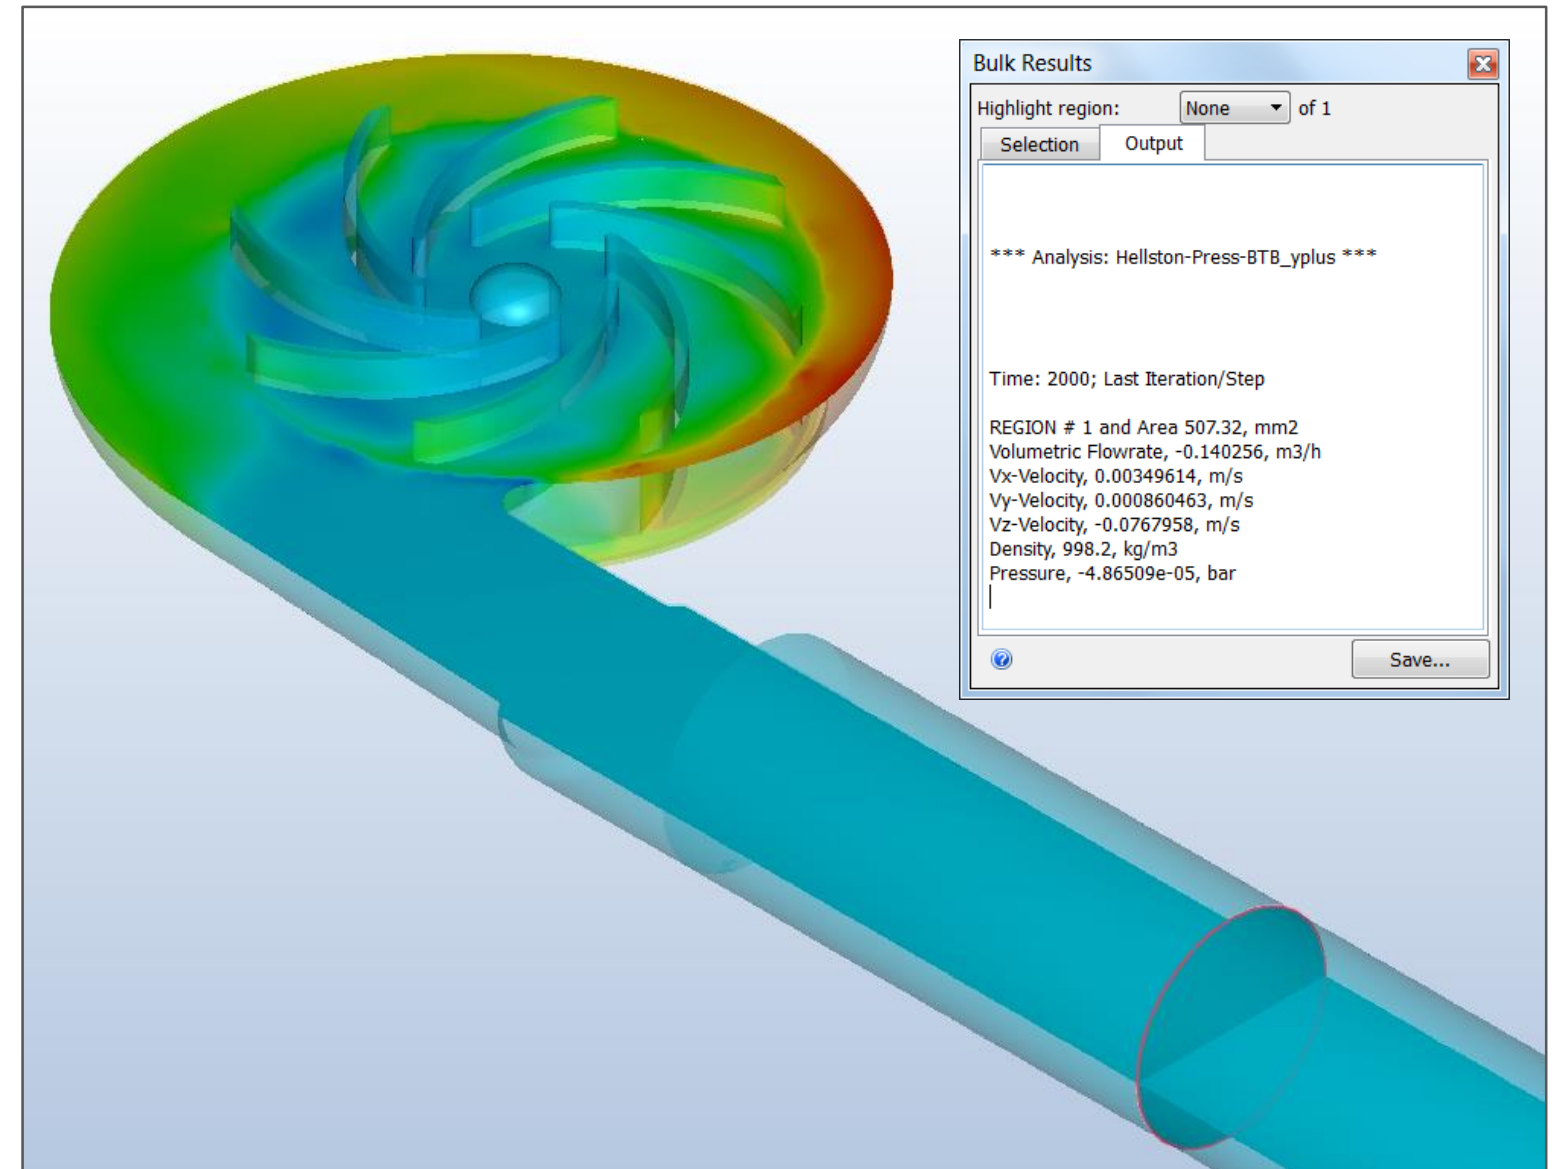 Bulk Results
Highlight region: None of 1
Selection Output
*** Analysis: Hellston-Press-BTB_yplus ***
Time: 2000; Last Iteration/Step
REGION # 1 and Area 507.32, mm2
Volumetric Flowrate, -0.140256, m3/h
Vx-Velocity, 0.00349614, m/s
Vy-Velocity, 0.000860463, m/s
Vz-Velocity, -0.0767958, m/s
Density, 998.2, kg/m3
Pressure, -4.86509e-05, bar
Save...